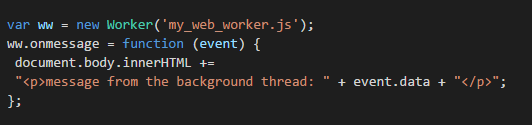 var ww = new Worker('my_web_worker.js');
ww.onmessage = function (event) {
 document.body.innerHTML +=
 "<p>message from the background thread: " + event.data + "</p>";
};